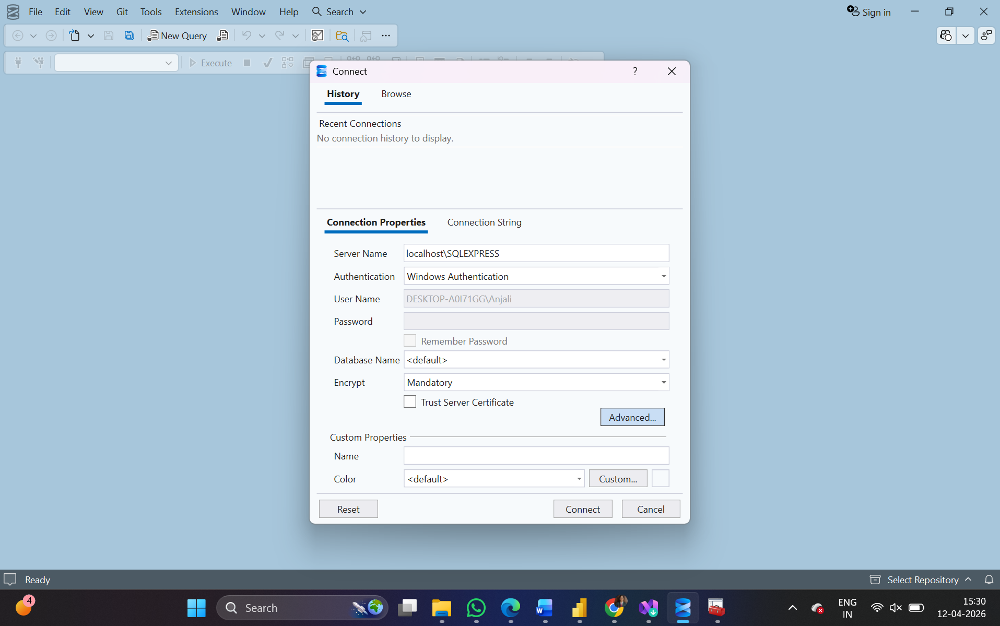 File Edit View Git Tools Extensions Window Help Search Sign in
New Query
Execute
Connect ?
History Browse
Recent Connections
No connection history to display.
Connection Properties Connection String
Server Name localhost\SQLEXPRESS
Authentication Windows Authentication
User Name DESKTOP-A0I71GG\Anjali
Password
Remember Password
Database Name <default>
Encrypt Mandatory
Trust Server Certificate
Advanced...
Custom Properties
Name
Color <default> Custom...
Reset Connect Cancel
Ready Select Repository
4 Search ENG 15:30
IN 12-04-2026